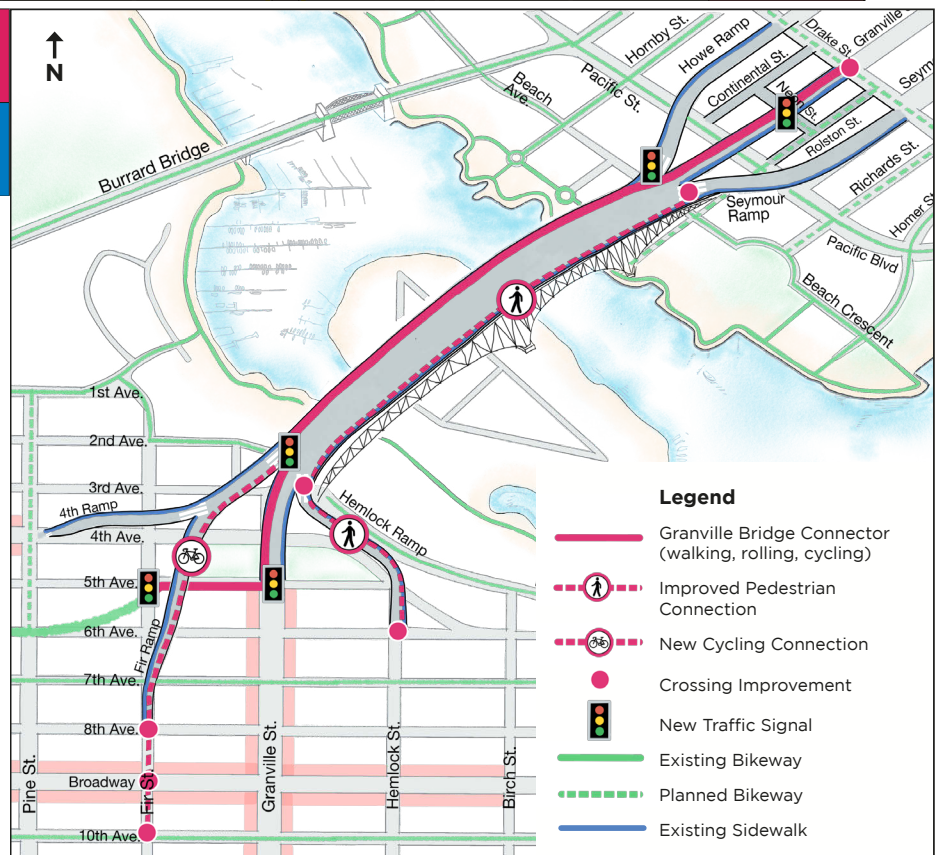 N
Hornby St.
Howe Ramp
Drake St.
Granville
Continental St.
Pacific St.
Beach
Ave.
Neon St.
Seym
Rolston St.
Richards St.
Burrard Bridge
Seymour
Ramp
Homer St
Pacific Blvd
Beach Crescent
1st Ave.
2nd Ave.
3rd Ave.
4th Ramp
4th Ave.
Hemlock Ramp
5th Ave.
6th Ave.
Fir Ramp
7th Ave.
8th Ave.
Broadway
10th Ave.
Pine St.
Fir St.
Granville St.
Hemlock St.
Birch St.
Legend
Granville Bridge Connector
(walking, rolling, cycling)
Improved Pedestrian
Connection
New Cycling Connection
Crossing Improvement
New Traffic Signal
Existing Bikeway
Planned Bikeway
Existing Sidewalk